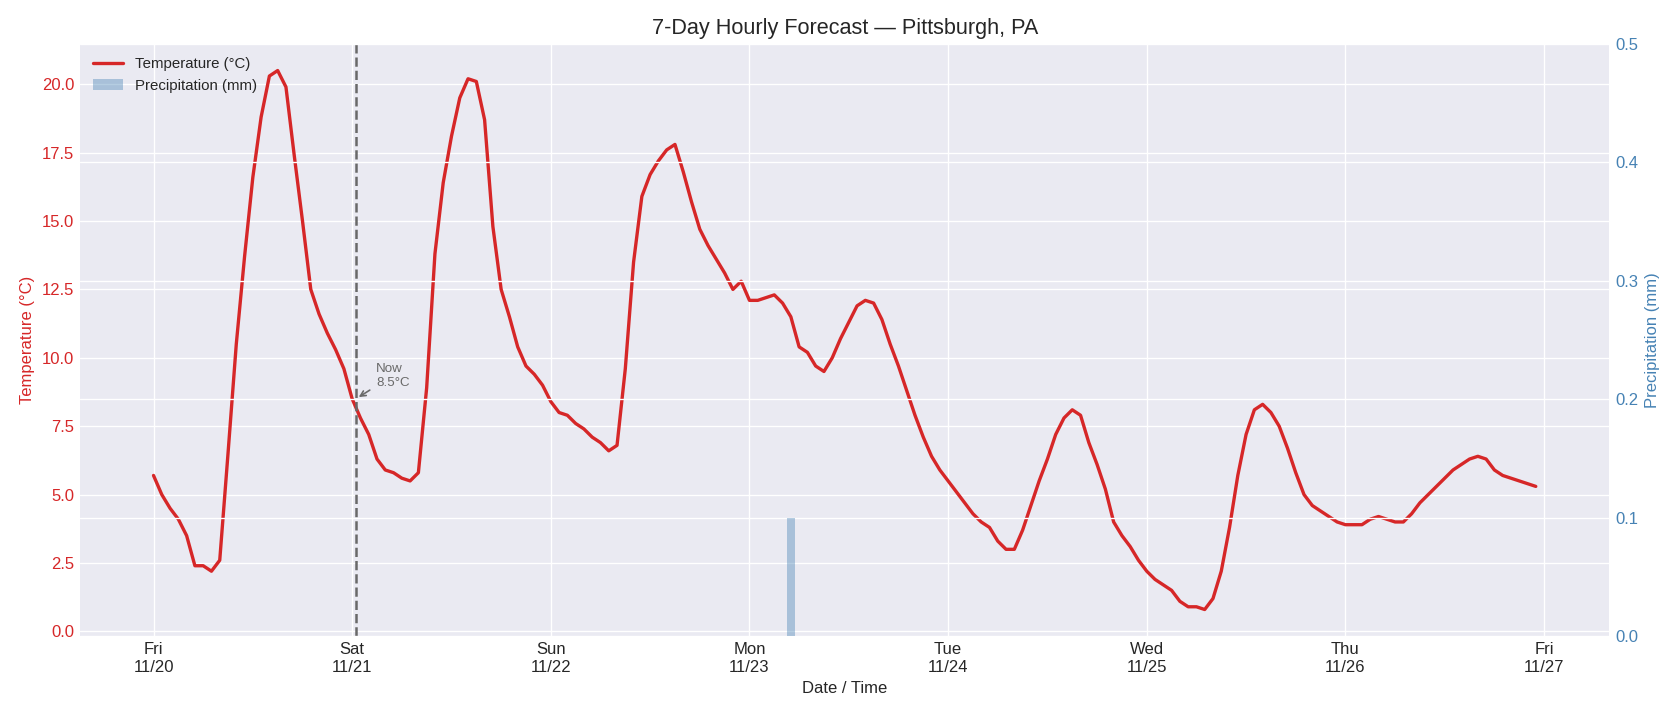 7-Day Hourly Forecast — Pittsburgh, PA
Temperature (°C)
Precipitation (mm)
Temperature (°C)
20.0
17.5
15.0
12.5
10.0
7.5
5.0
2.5
0.0
Now
8.5°C
0.5
0.4
0.3
0.2
0.1
0.0
Precipitation (mm)
Fri
11/20
Sat
11/21
Sun
11/22
Mon
11/23
Tue
11/24
Wed
11/25
Thu
11/26
Fri
11/27
Date / Time